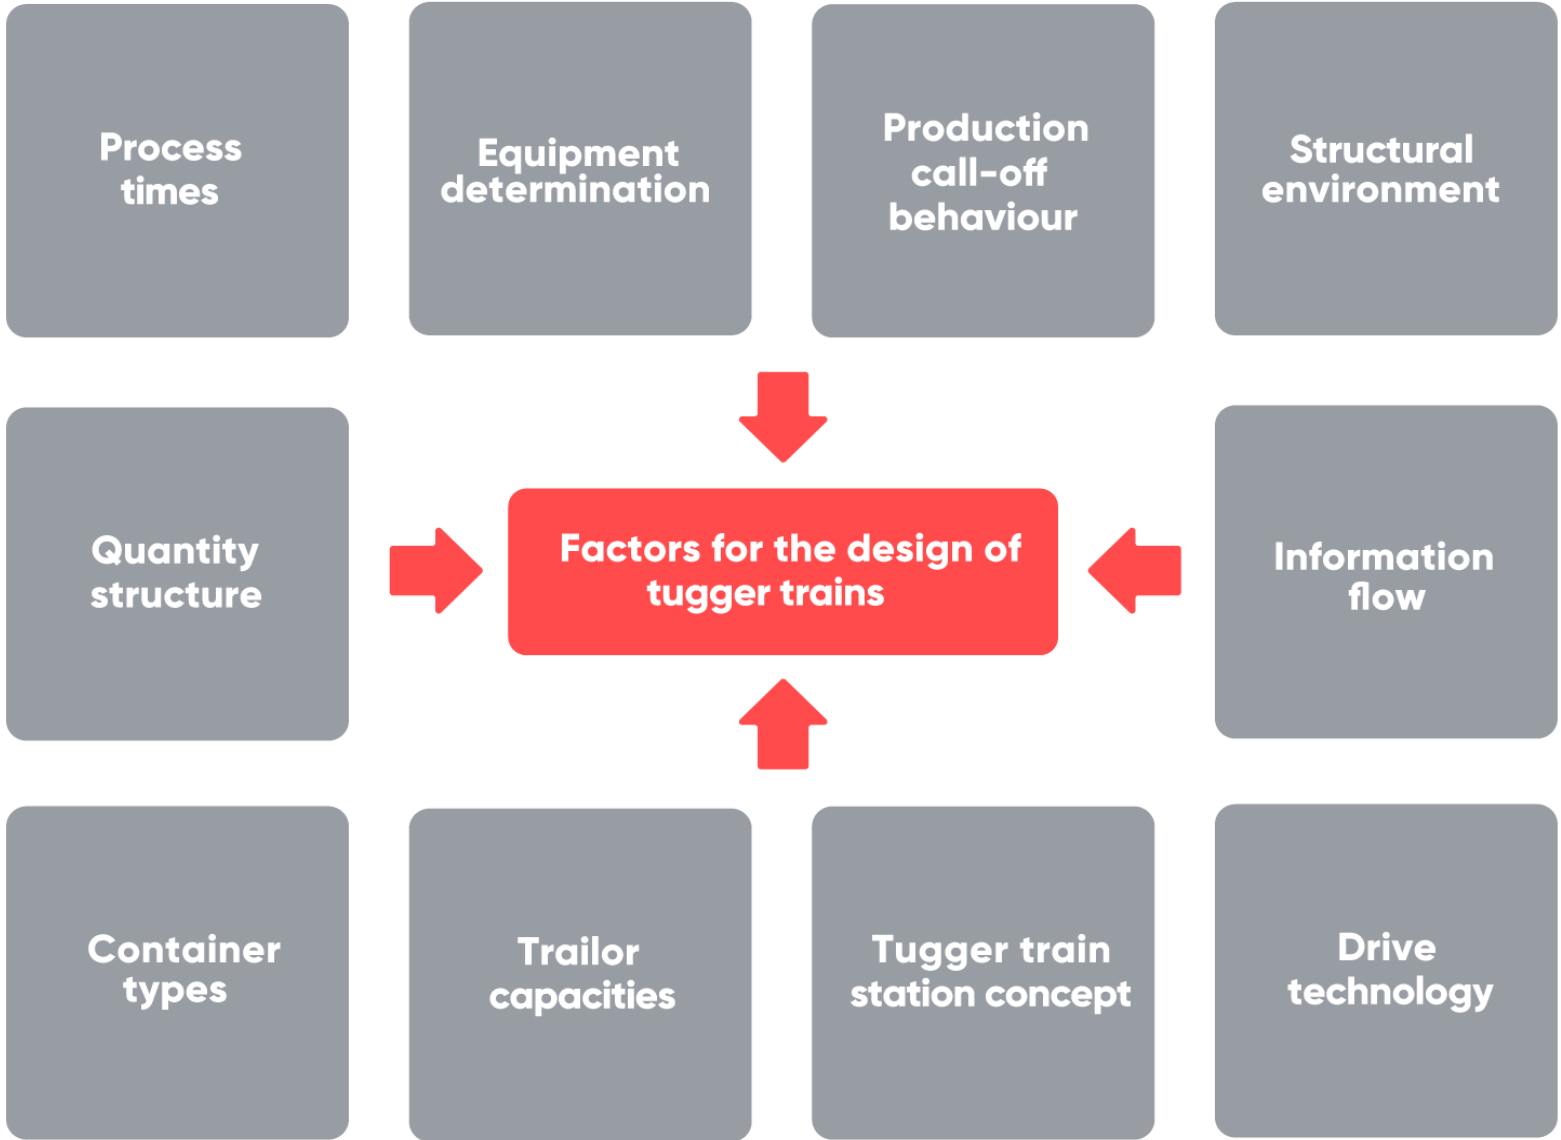 Process
times
Equipment
determination
Production
call-off
behaviour
Structural
environment
Quantity
structure
Factors for the design of
tugger trains
Information
flow
Container
types
Trailor
capacities
Tugger train
station concept
Drive
technology